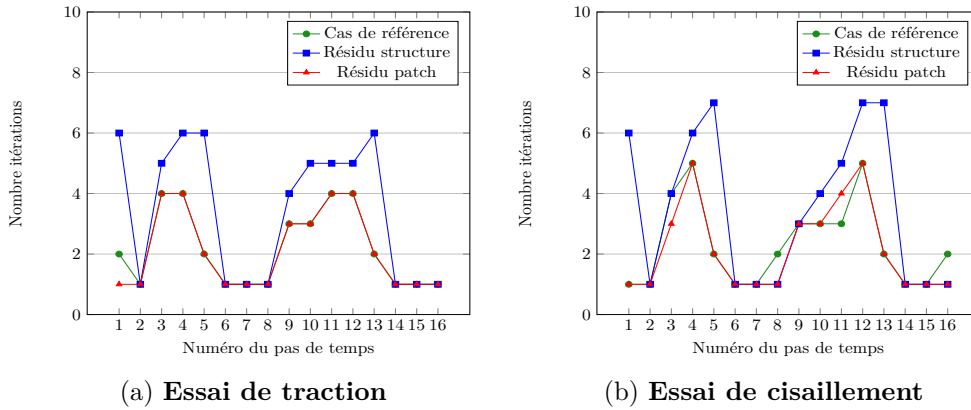 10
8
6
4
2
0
Nombre itérations
1 2 3 4 5 6 7 8 9 10 11 12 13 14 15 16
Numéro du pas de temps
Cas de référence
Résidu structure
Résidu patch
(a) Essai de traction
10
8
6
4
2
0
Nombre itérations
1 2 3 4 5 6 7 8 9 10 11 12 13 14 15 16
Numéro du pas de temps
Cas de référence
Résidu structure
Résidu patch
(b) Essai de cisaillement